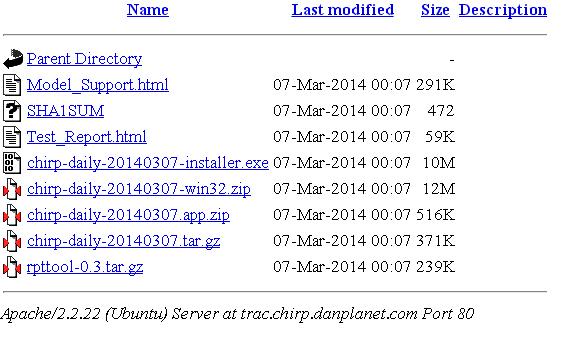 Name Last modified Size Description
Parent Directory -
Model_Support.html 07-Mar-2014 00:07 291K
SHA1SUM 07-Mar-2014 00:07 472
Test_Report.html 07-Mar-2014 00:07 59K
chirp-daily-20140307-installer.exe 07-Mar-2014 00:07 10M
chirp-daily-20140307-win32.zip 07-Mar-2014 00:07 12M
chirp-daily-20140307.app.zip 07-Mar-2014 00:07 516K
chirp-daily-20140307.tar.gz 07-Mar-2014 00:07 371K
rpttool-0.3.tar.gz 07-Mar-2014 00:07 239K
Apache/2.2.22 (Ubuntu) Server at trac.chirp.danplanet.com Port 80